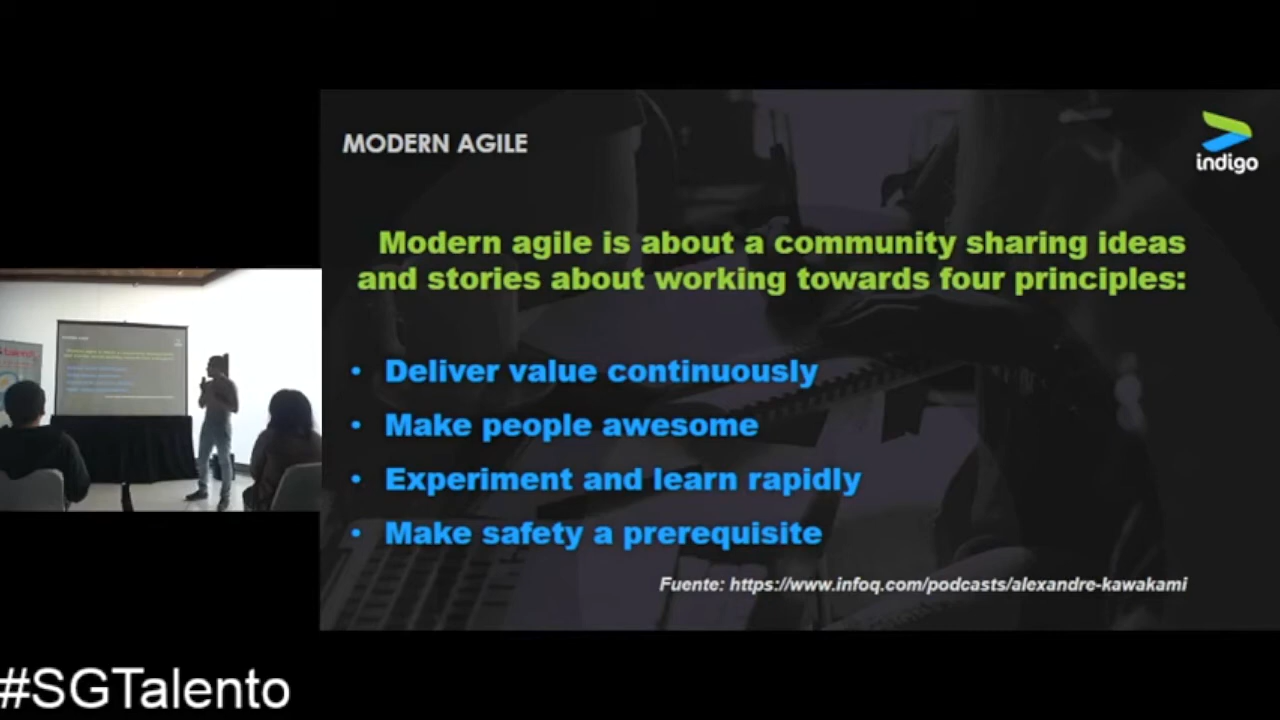 MODERN AGILE
indigo
Modern agile is about a community sharing ideas
and stories about working towards four principles:
• Deliver value continuously
• Make people awesome
• Experiment and learn rapidly
• Make safety a prerequisite
Fuente: https://www.infoq.com/podcasts/alexandre-kawakami
#SGTalento